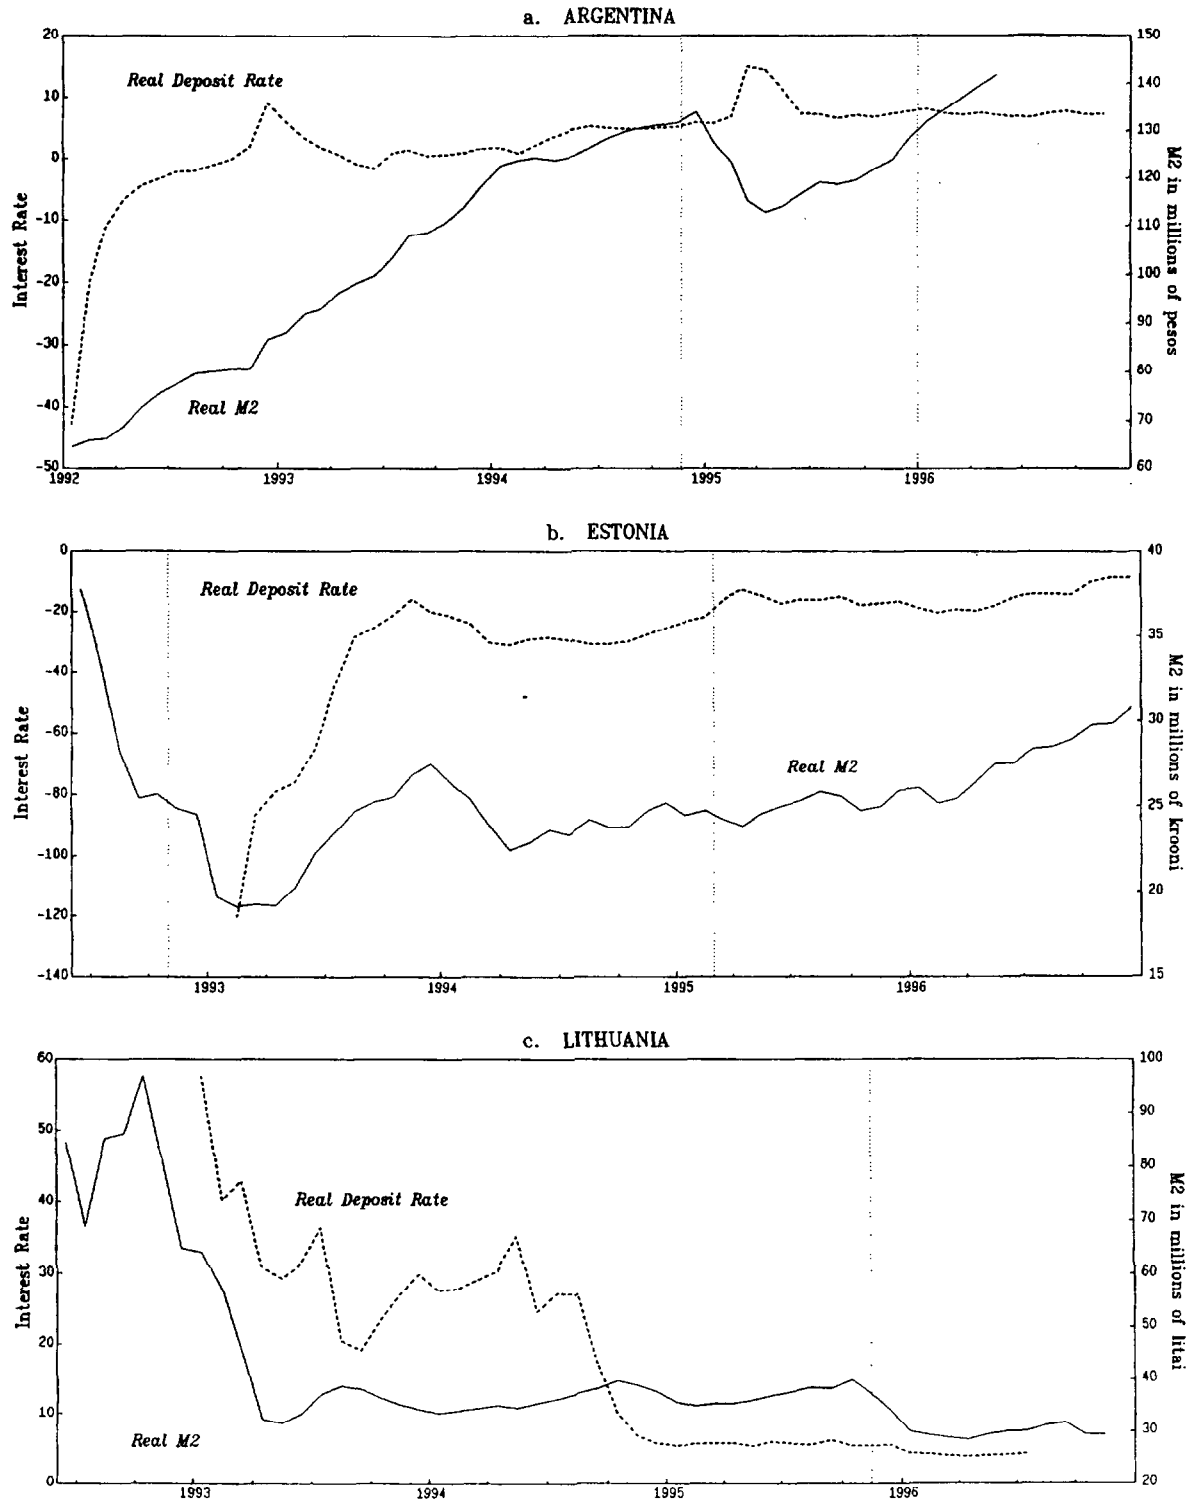 a. ARGENTINA
20
10
0
-10
-20
-30
-40
-50
Interest Rate
Real Deposit Rate
Real M2
150
140
130
120
110
100
90
80
70
60
M2 in millions of pesos
1992 1993 1994 1995 1996
b. ESTONIA
0
-20
-40
-60
-80
-100
-120
-140
Interest Rate
Real Deposit Rate
Real M2
40
35
30
25
20
15
M2 in millions of krooni
1993 1994 1995 1996
c. LITHUANIA
60
50
40
30
20
10
0
Interest Rate
Real Deposit Rate
Real M2
100
90
80
70
60
50
40
30
20
M2 in millions of litai
1993 1994 1995 1996